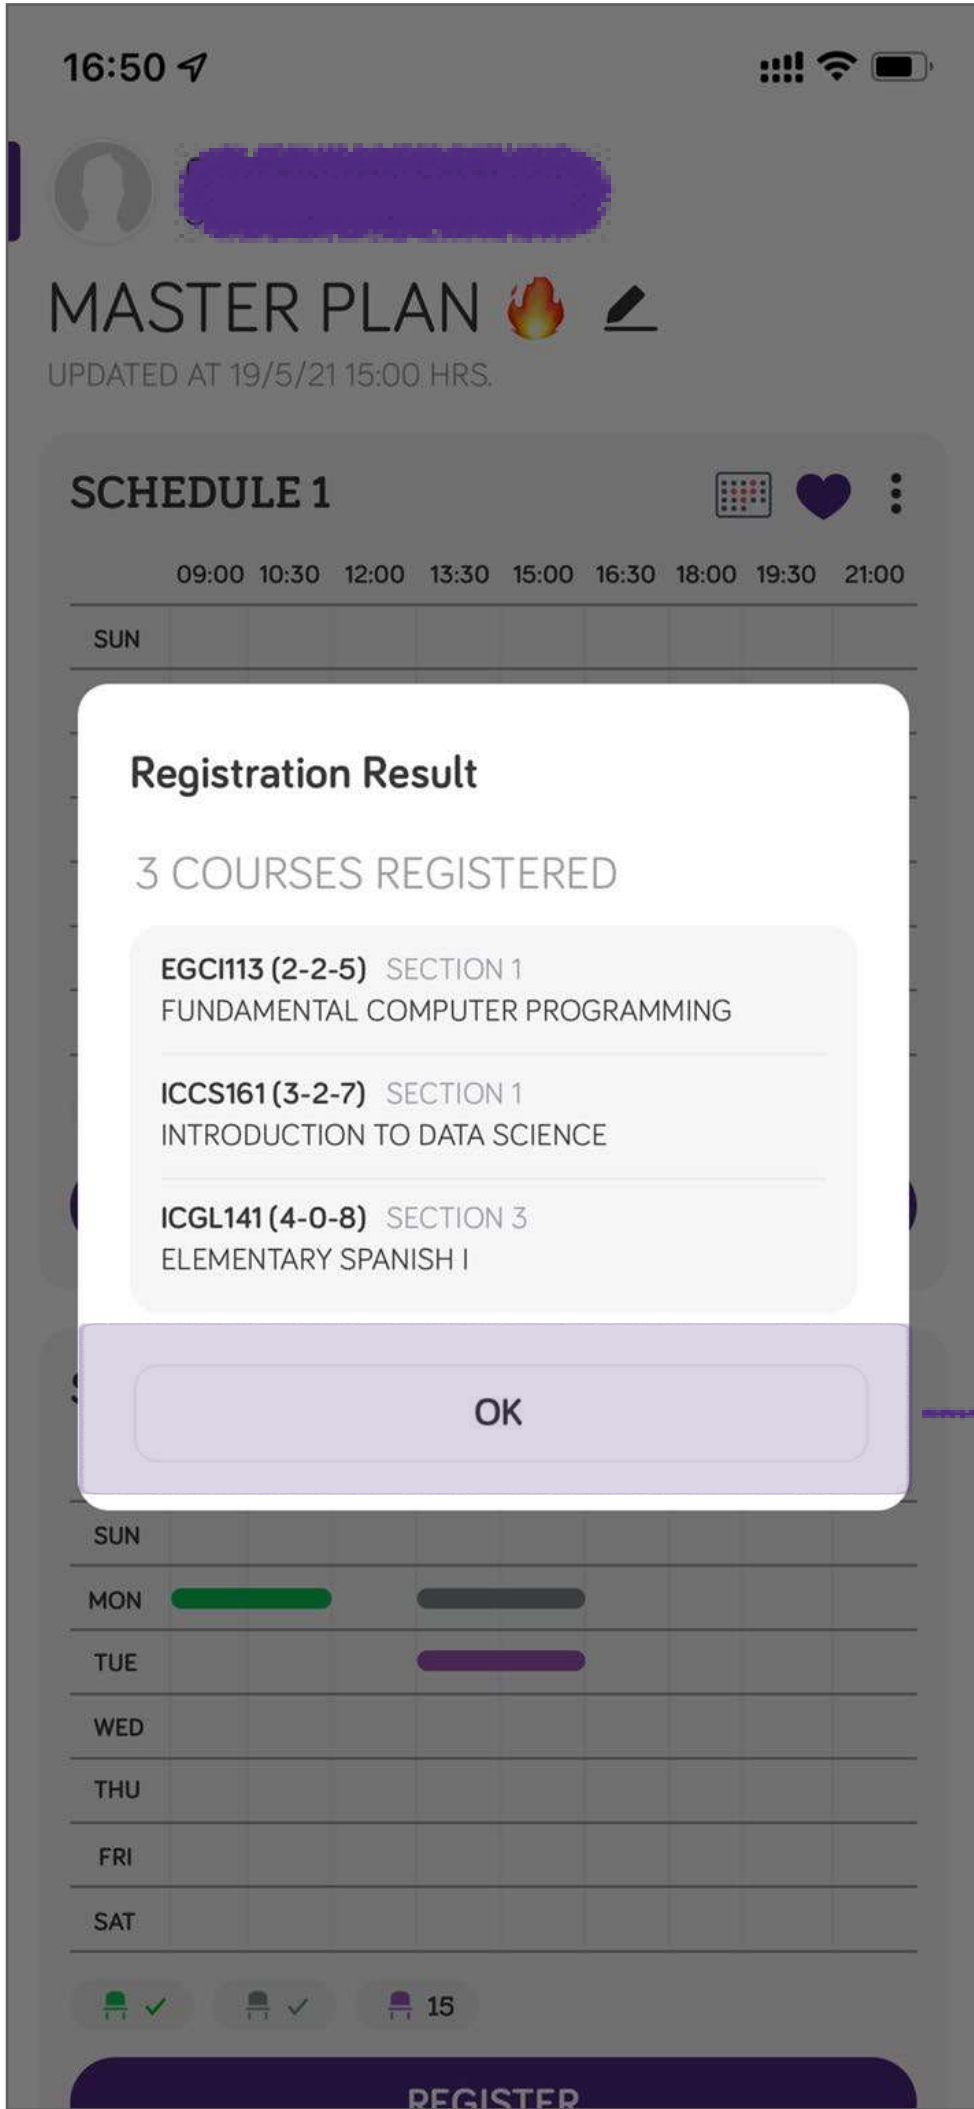 16:50
MASTER PLAN 🔥
UPDATED AT 19/5/21 15:00 HRS.
SCHEDULE 1
09:00 10:30 12:00 13:30 15:00 16:30 18:00 19:30 21:00
SUN
Registration Result
3 COURSES REGISTERED
EGCI113 (2-2-5) SECTION 1
FUNDAMENTAL COMPUTER PROGRAMMING
ICCS161 (3-2-7) SECTION 1
INTRODUCTION TO DATA SCIENCE
ICGL141 (4-0-8) SECTION 3
ELEMENTARY SPANISH I
OK
SUN
MON
TUE
WED
THU
FRI
SAT
15
REGISTER